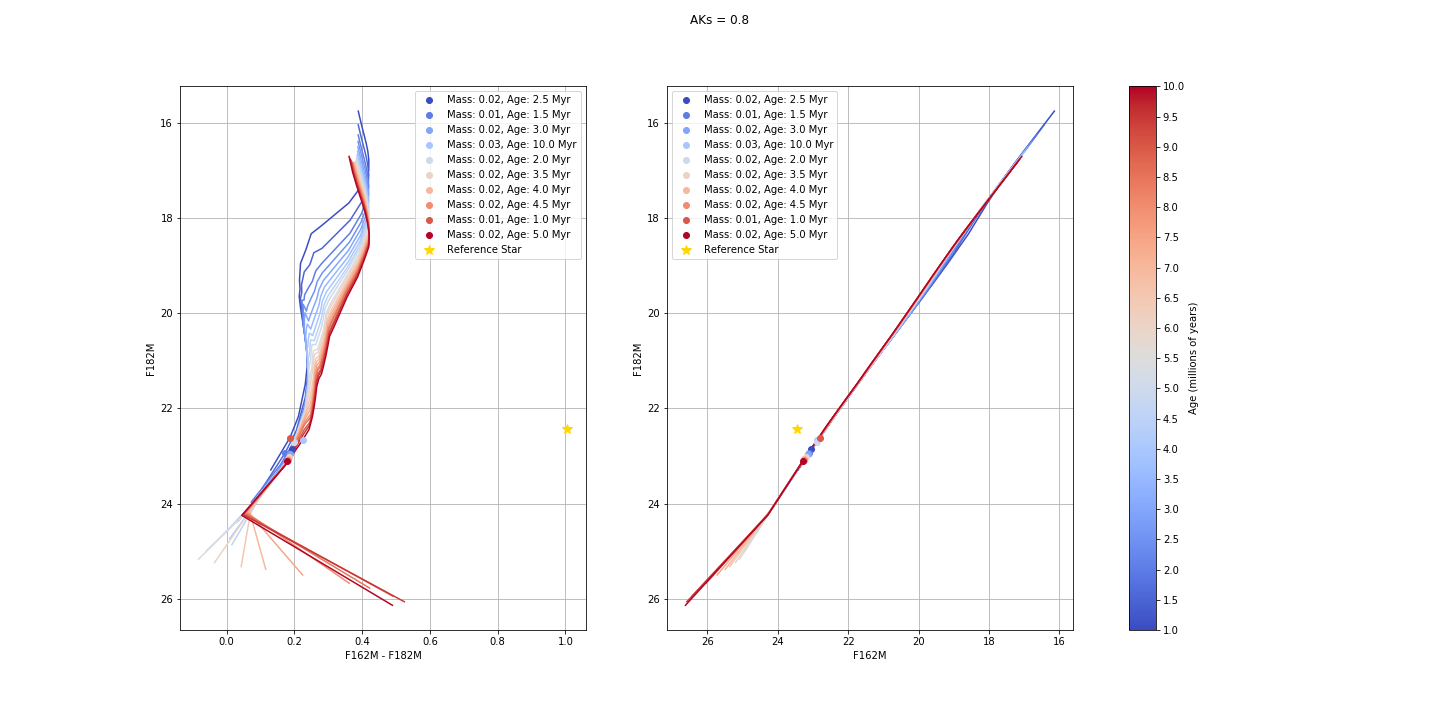 AKs = 0.8
16
18
20
22
24
26
F182M
0.0 0.2 0.4 0.6 0.8 1.0
F162M - F182M
Mass: 0.02, Age: 2.5 Myr
Mass: 0.01, Age: 1.5 Myr
Mass: 0.02, Age: 3.0 Myr
Mass: 0.03, Age: 10.0 Myr
Mass: 0.02, Age: 2.0 Myr
Mass: 0.02, Age: 3.5 Myr
Mass: 0.02, Age: 4.0 Myr
Mass: 0.02, Age: 4.5 Myr
Mass: 0.01, Age: 1.0 Myr
Mass: 0.02, Age: 5.0 Myr
Reference Star
16
18
20
22
24
26
F182M
26 24 22 20 18 16
F162M
Mass: 0.02, Age: 2.5 Myr
Mass: 0.01, Age: 1.5 Myr
Mass: 0.02, Age: 3.0 Myr
Mass: 0.03, Age: 10.0 Myr
Mass: 0.02, Age: 2.0 Myr
Mass: 0.02, Age: 3.5 Myr
Mass: 0.02, Age: 4.0 Myr
Mass: 0.02, Age: 4.5 Myr
Mass: 0.01, Age: 1.0 Myr
Mass: 0.02, Age: 5.0 Myr
Reference Star
10.0
9.5
9.0
8.5
8.0
7.5
7.0
6.5
6.0
5.5
5.0
4.5
4.0
3.5
3.0
2.5
2.0
1.5
1.0
Age (millions of years)